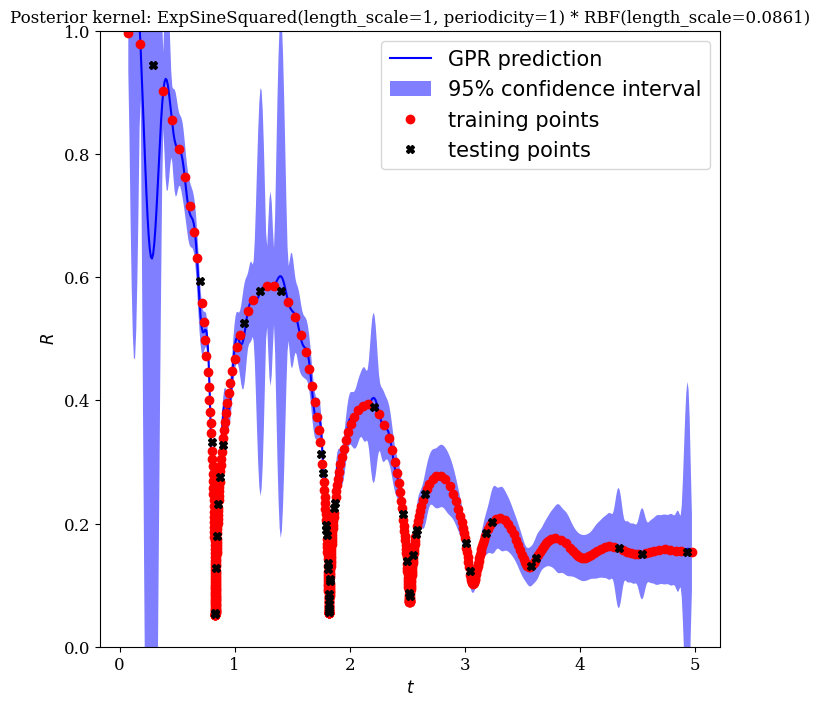 Posterior kernel: ExpSineSquared(length_scale=1, periodicity=1) * RBF(length_scale=0.0861)
1.0
0.8
0.6
0.4
0.2
0.0
R
GPR prediction
95% confidence interval
training points
testing points
0 1 2 3 4 5
t